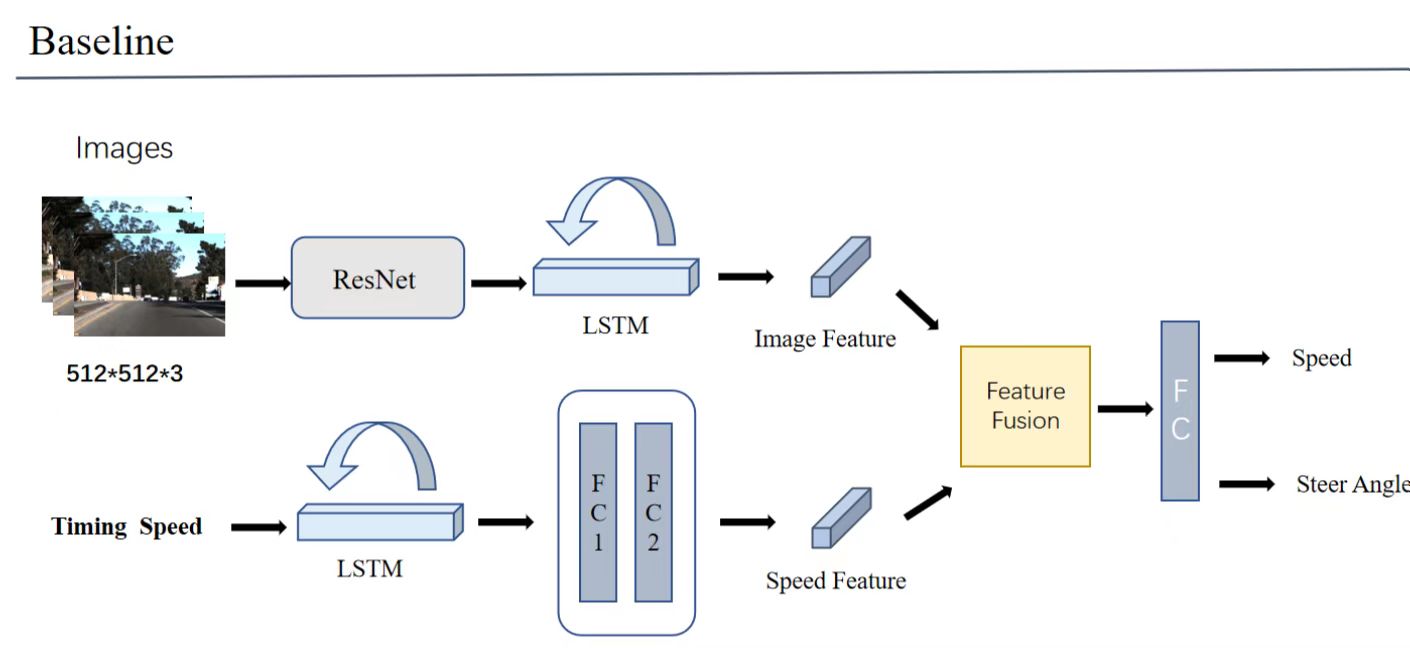 Baseline
Images
512*512*3
ResNet
LSTM
Image Feature
Timing Speed
LSTM
FC1
FC2
Speed Feature
Feature
Fusion
FC
Speed
Steer Angle